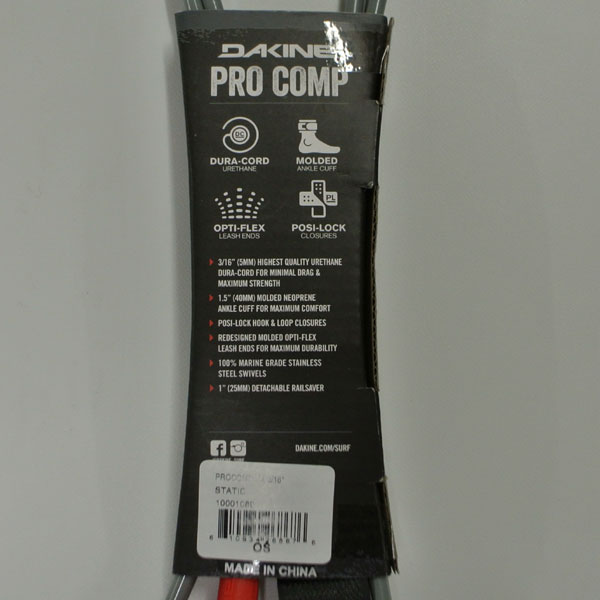 DAKINE
PRO COMP
DURA-CORD
URETHANE
MOLDED
ANKLE CUFF
PL
OPTI-FLEX
LEASH ENDS
POSI-LOCK
CLOSURES
3/16" (5MM) HIGHEST QUALITY URETHANE
DURA-CORD FOR MINIMAL DRAG &
MAXIMUM STRENGTH
1.5" (40MM) MOLDED NEOPRENE
ANKLE CUFF FOR MAXIMUM COMFORT
POSI-LOCK HOOK & LOOP CLOSURES
REDESIGNED MOLDED OPTI-FLEX
LEASH ENDS FOR MAXIMUM DURABILITY
100% MARINE GRADE STAINLESS
STEEL SWIVELS
1" (25MM) DETACHABLE RAILSAVER
DAKINE.COM/SURF
STATIC
OS
MADE IN CHINA